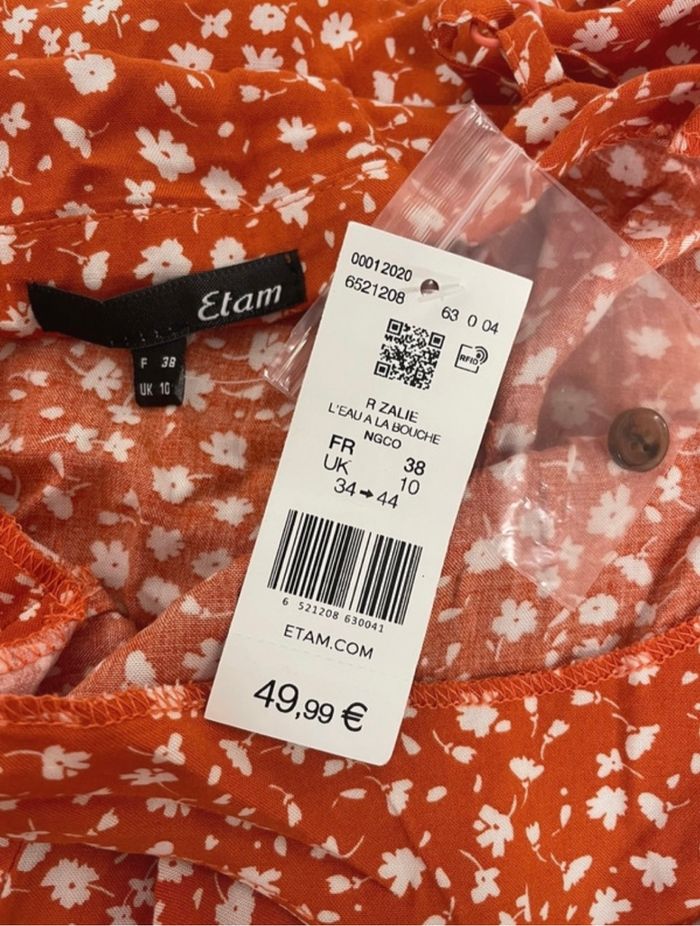 Etam
F 38
UK 10
00012020
6521208 63 0 04
RFID
R ZALIE
L'EAU A LA BOUCHE
NGCO
FR 38
UK 10
34→44
6 521208 630041
ETAM.COM
49,99 €